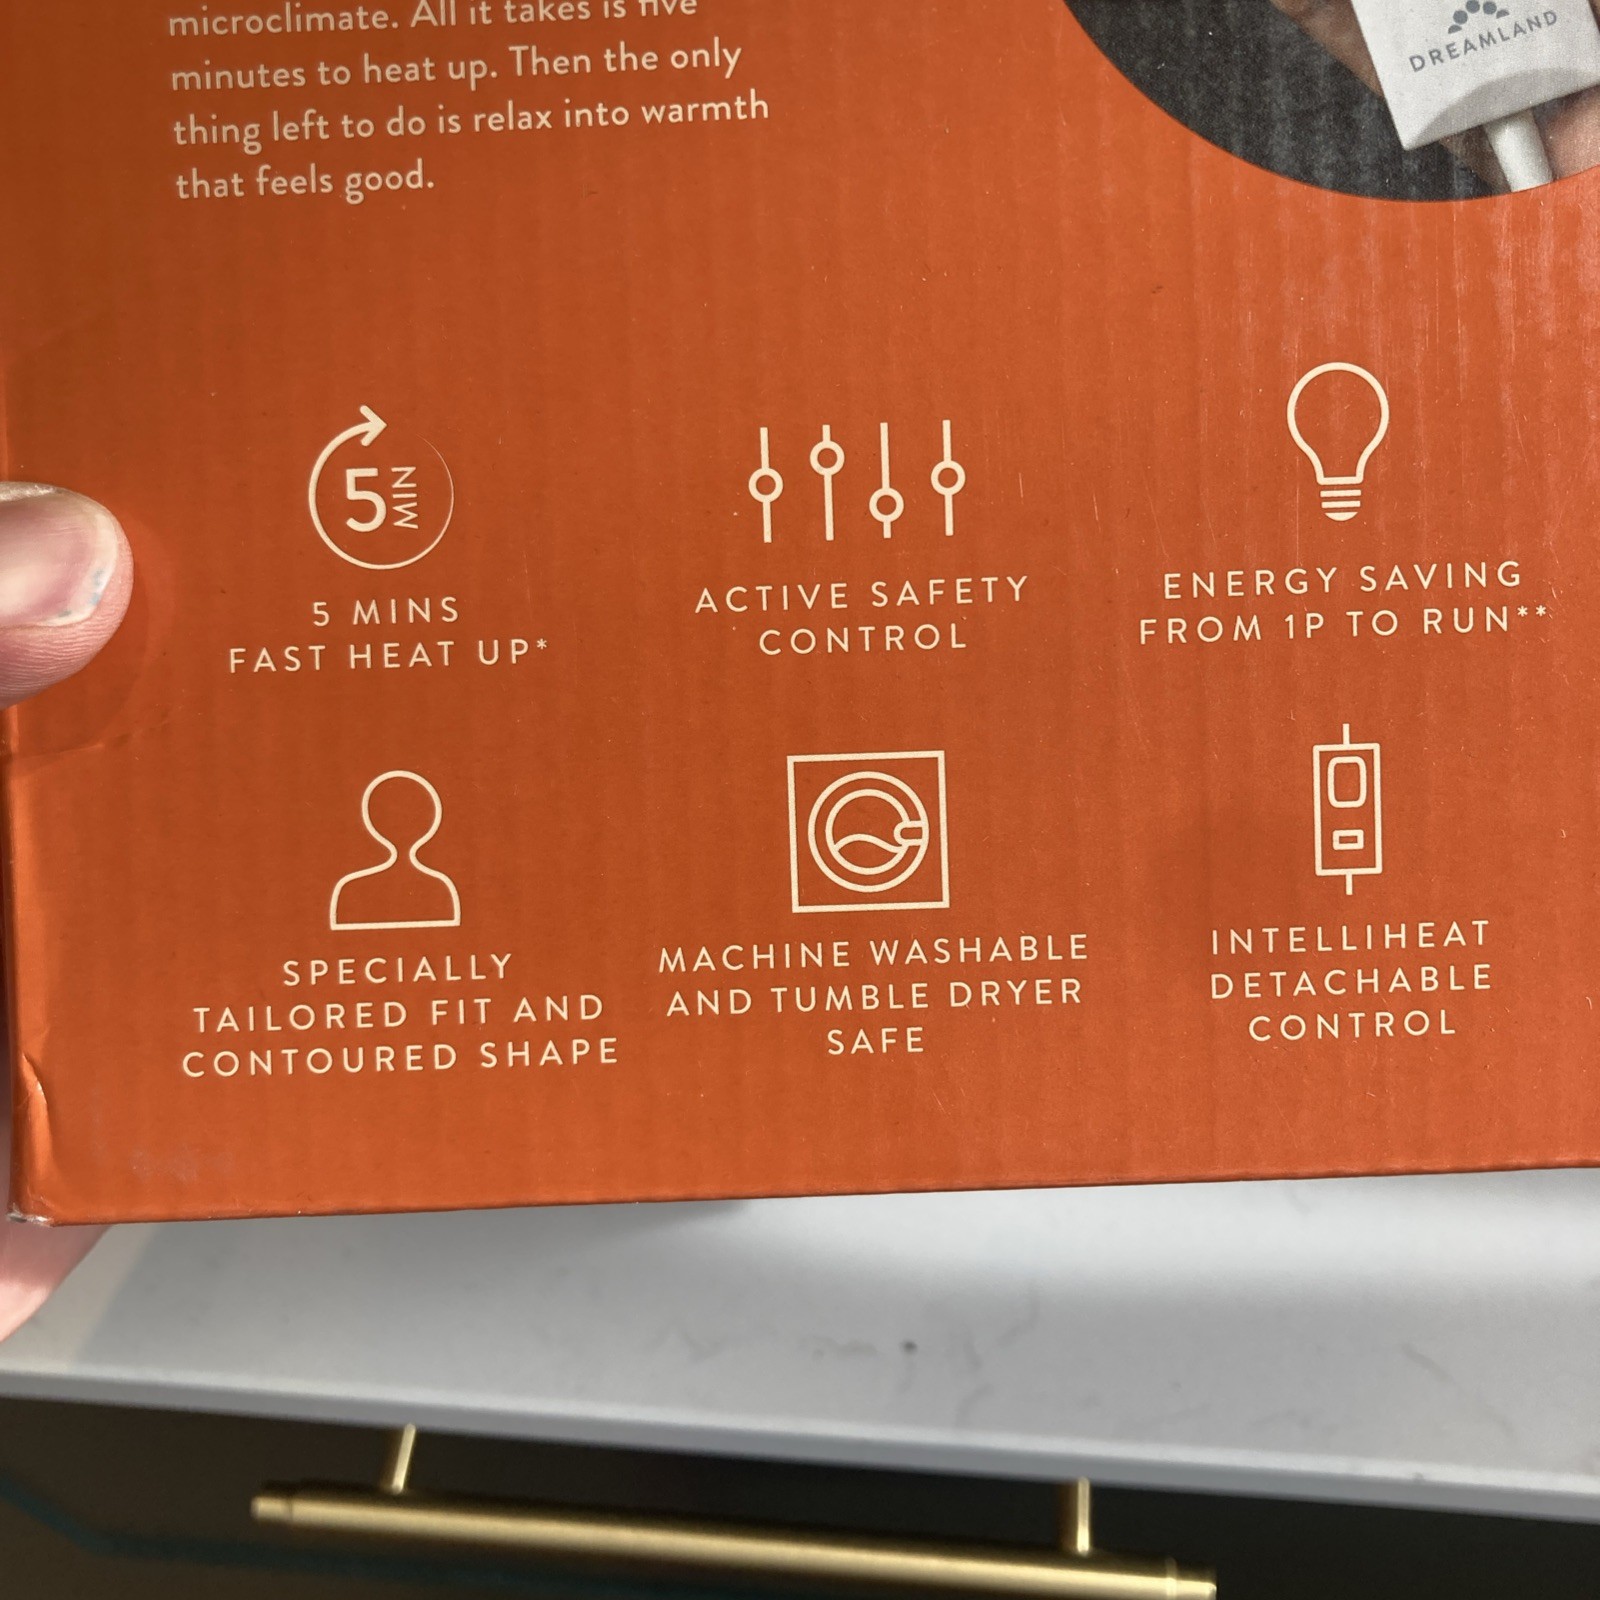 microclimate. All it takes is five
minutes to heat up. Then the only
thing left to do is relax into warmth
that feels good.
DREAMLAND
5 MIN
5 MINS
FAST HEAT UP*
ACTIVE SAFETY
CONTROL
ENERGY SAVING
FROM 1P TO RUN**
SPECIALLY
TAILORED FIT AND
CONTOURED SHAPE
MACHINE WASHABLE
AND TUMBLE DRYER
SAFE
INTELLIHEAT
DETACHABLE
CONTROL